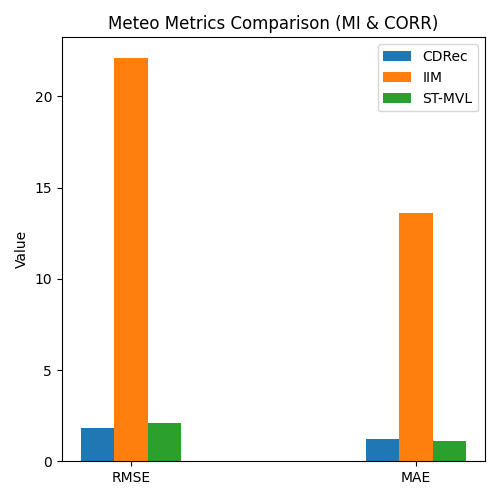 Meteo Metrics Comparison (MI & CORR)
CDRec
IIM
ST-MVL
Value
20
15
10
5
0
RMSE
MAE